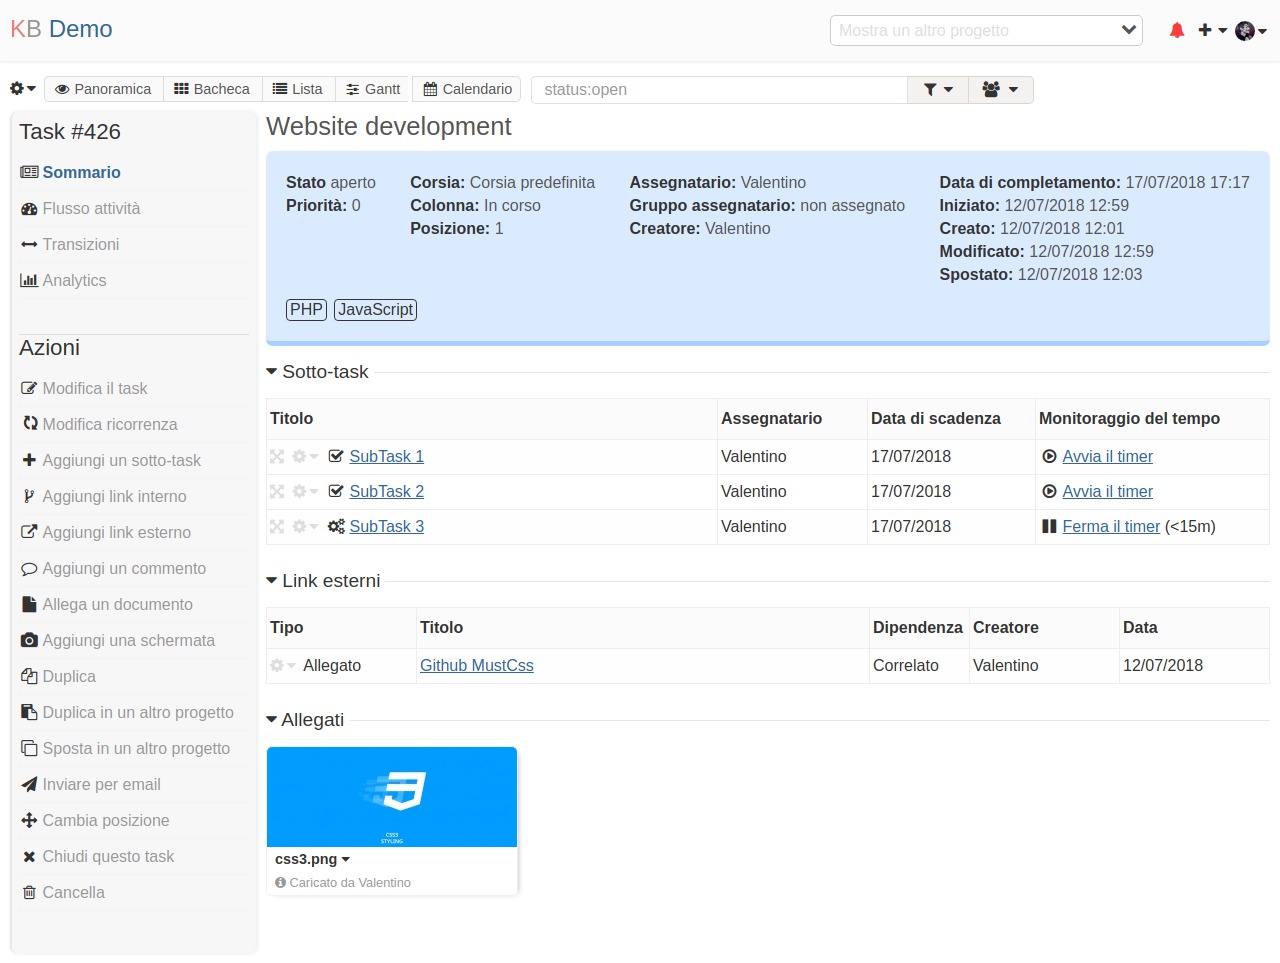 KB Demo
Mostra un altro progetto
Panoramica Bacheca Lista Gantt Calendario status:open
Task #426
Sommario
Flusso attività
Transizioni
Analytics
Azioni
Modifica il task
Modifica ricorrenza
Aggiungi un sotto-task
Aggiungi link interno
Aggiungi link esterno
Aggiungi un commento
Allega un documento
Aggiungi una schermata
Duplica
Duplica in un altro progetto
Sposta in un altro progetto
Inviare per email
Cambia posizione
Chiudi questo task
Cancella
Website development
Stato aperto
Priorità: 0
Corsia: Corsia predefinita
Colonna: In corso
Posizione: 1
Assegnatario: Valentino
Gruppo assegnatario: non assegnato
Creatore: Valentino
Data di completamento: 17/07/2018 17:17
Iniziato: 12/07/2018 12:59
Creato: 12/07/2018 12:01
Modificato: 12/07/2018 12:59
Spostato: 12/07/2018 12:03
PHP JavaScript
Sotto-task
Titolo Assegnatario Data di scadenza Monitoraggio del tempo
SubTask 1 Valentino 17/07/2018 Avvia il timer
SubTask 2 Valentino 17/07/2018 Avvia il timer
SubTask 3 Valentino 17/07/2018 Ferma il timer (<15m)
Link esterni
Tipo Titolo Dipendenza Creatore Data
Allegato Github MustCss Correlato Valentino 12/07/2018
Allegati
CSS3
STYLING
css3.png
Caricato da Valentino